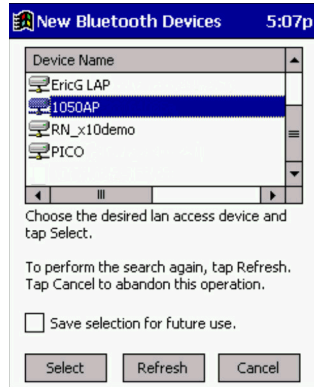 New Bluetooth Devices 5:07p
Device Name
EricG LAP
1050AP
RN_x10demo
PICO
Choose the desired lan access device and
tap Select.
To perform the search again, tap Refresh.
Tap Cancel to abandon this operation.
Save selection for future use.
Select Refresh Cancel